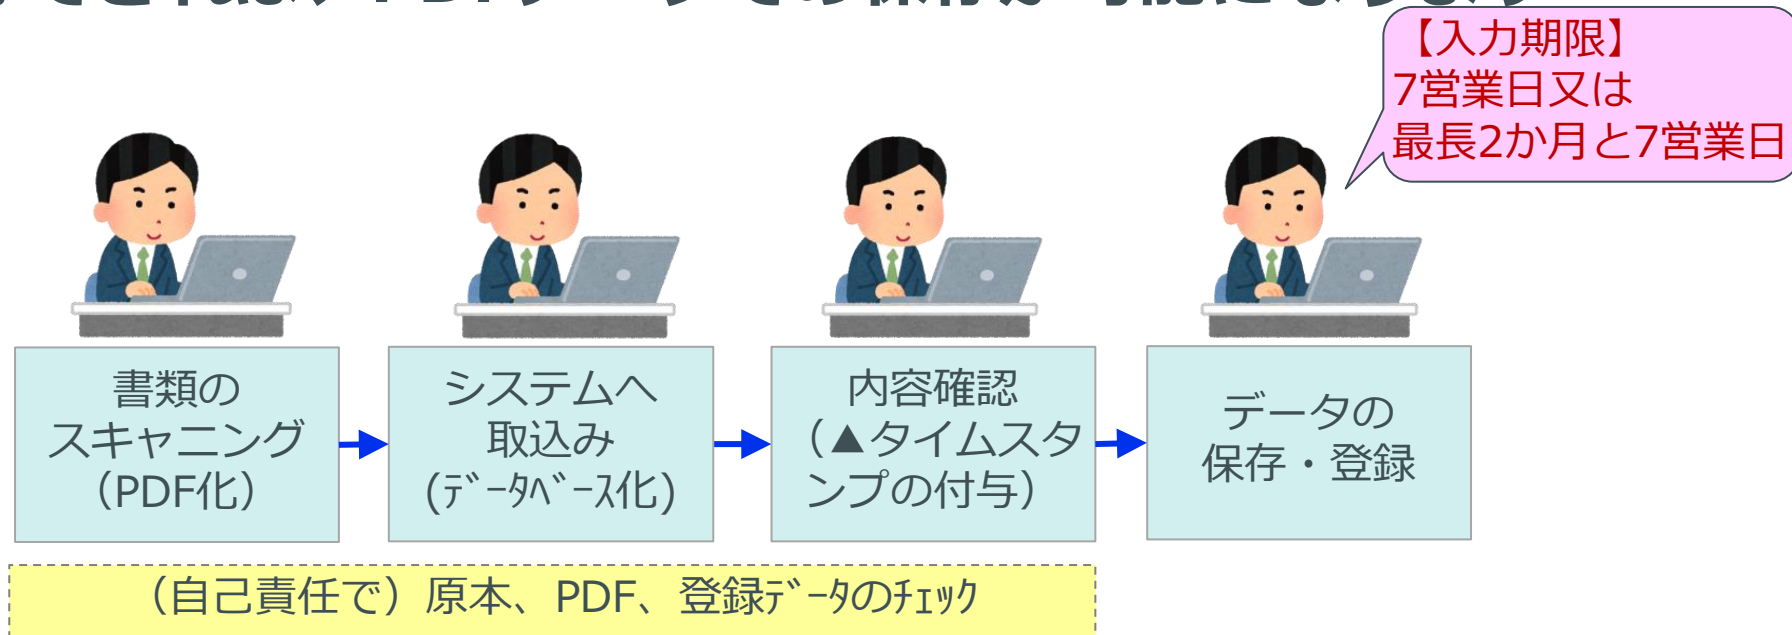 【入力期限】
7営業日又は
最長2か月と7営業日
書類の
スキャニング
（PDF化）
システムへ
取込み
(ﾃﾞｰﾀﾍﾞｰｽ化)
内容確認
（▲タイムスタ
ンプの付与）
データの
保存・登録
（自己責任で）原本、PDF、登録ﾃﾞｰﾀのﾁｪｯｸ